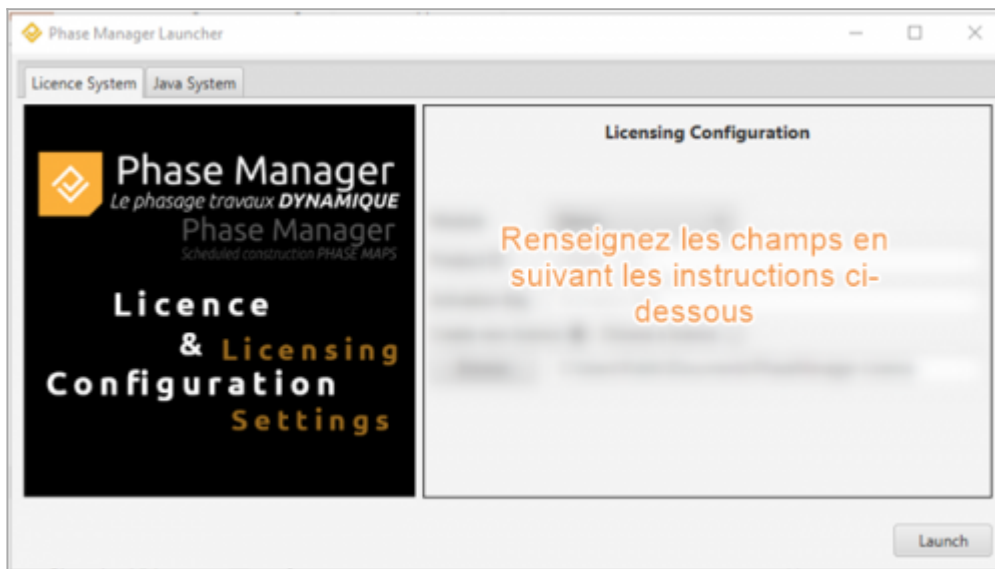 Phase Manager Launcher
Licence System
Java System
Phase Manager
Le phasage travaux DYNAMIQUE
Phase Manager
Scheduled construction PHASE MAPS
Licence
& Licensing
Configuration
Settings
Licensing Configuration
Renseignez les champs en
suivant les instructions ci-
dessous
Launch